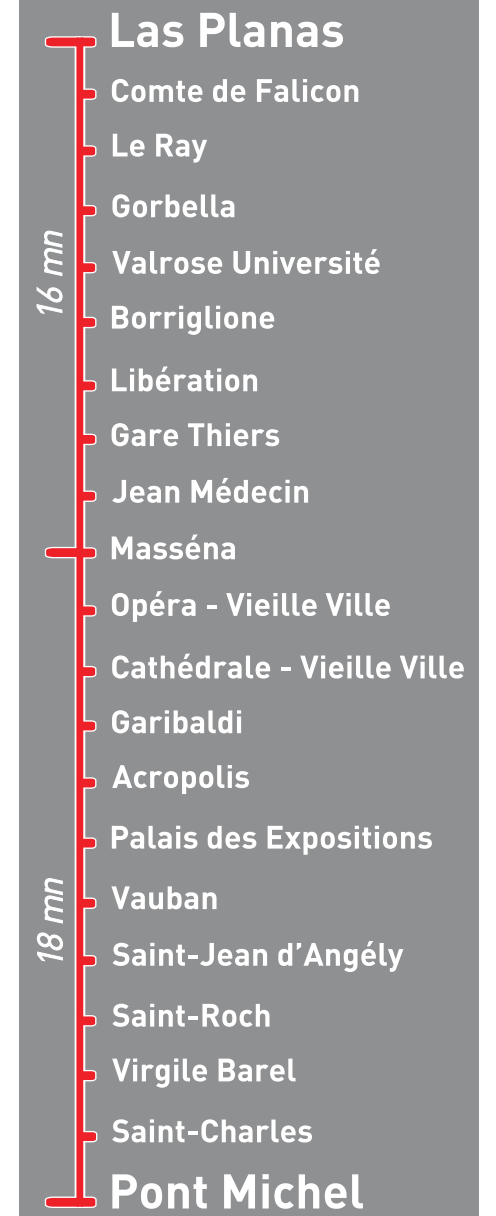 Las Planas
Comte de Falicon
Le Ray
Gorbella
16 mn
Valrose Université
Borriglione
Libération
Gare Thiers
Jean Médecin
Masséna
Opéra - Vieille Ville
Cathédrale - Vieille Ville
Garibaldi
Acropolis
Palais des Expositions
Vauban
18 mn
Saint-Jean d’Angély
Saint-Roch
Virgile Barel
Saint-Charles
Pont Michel